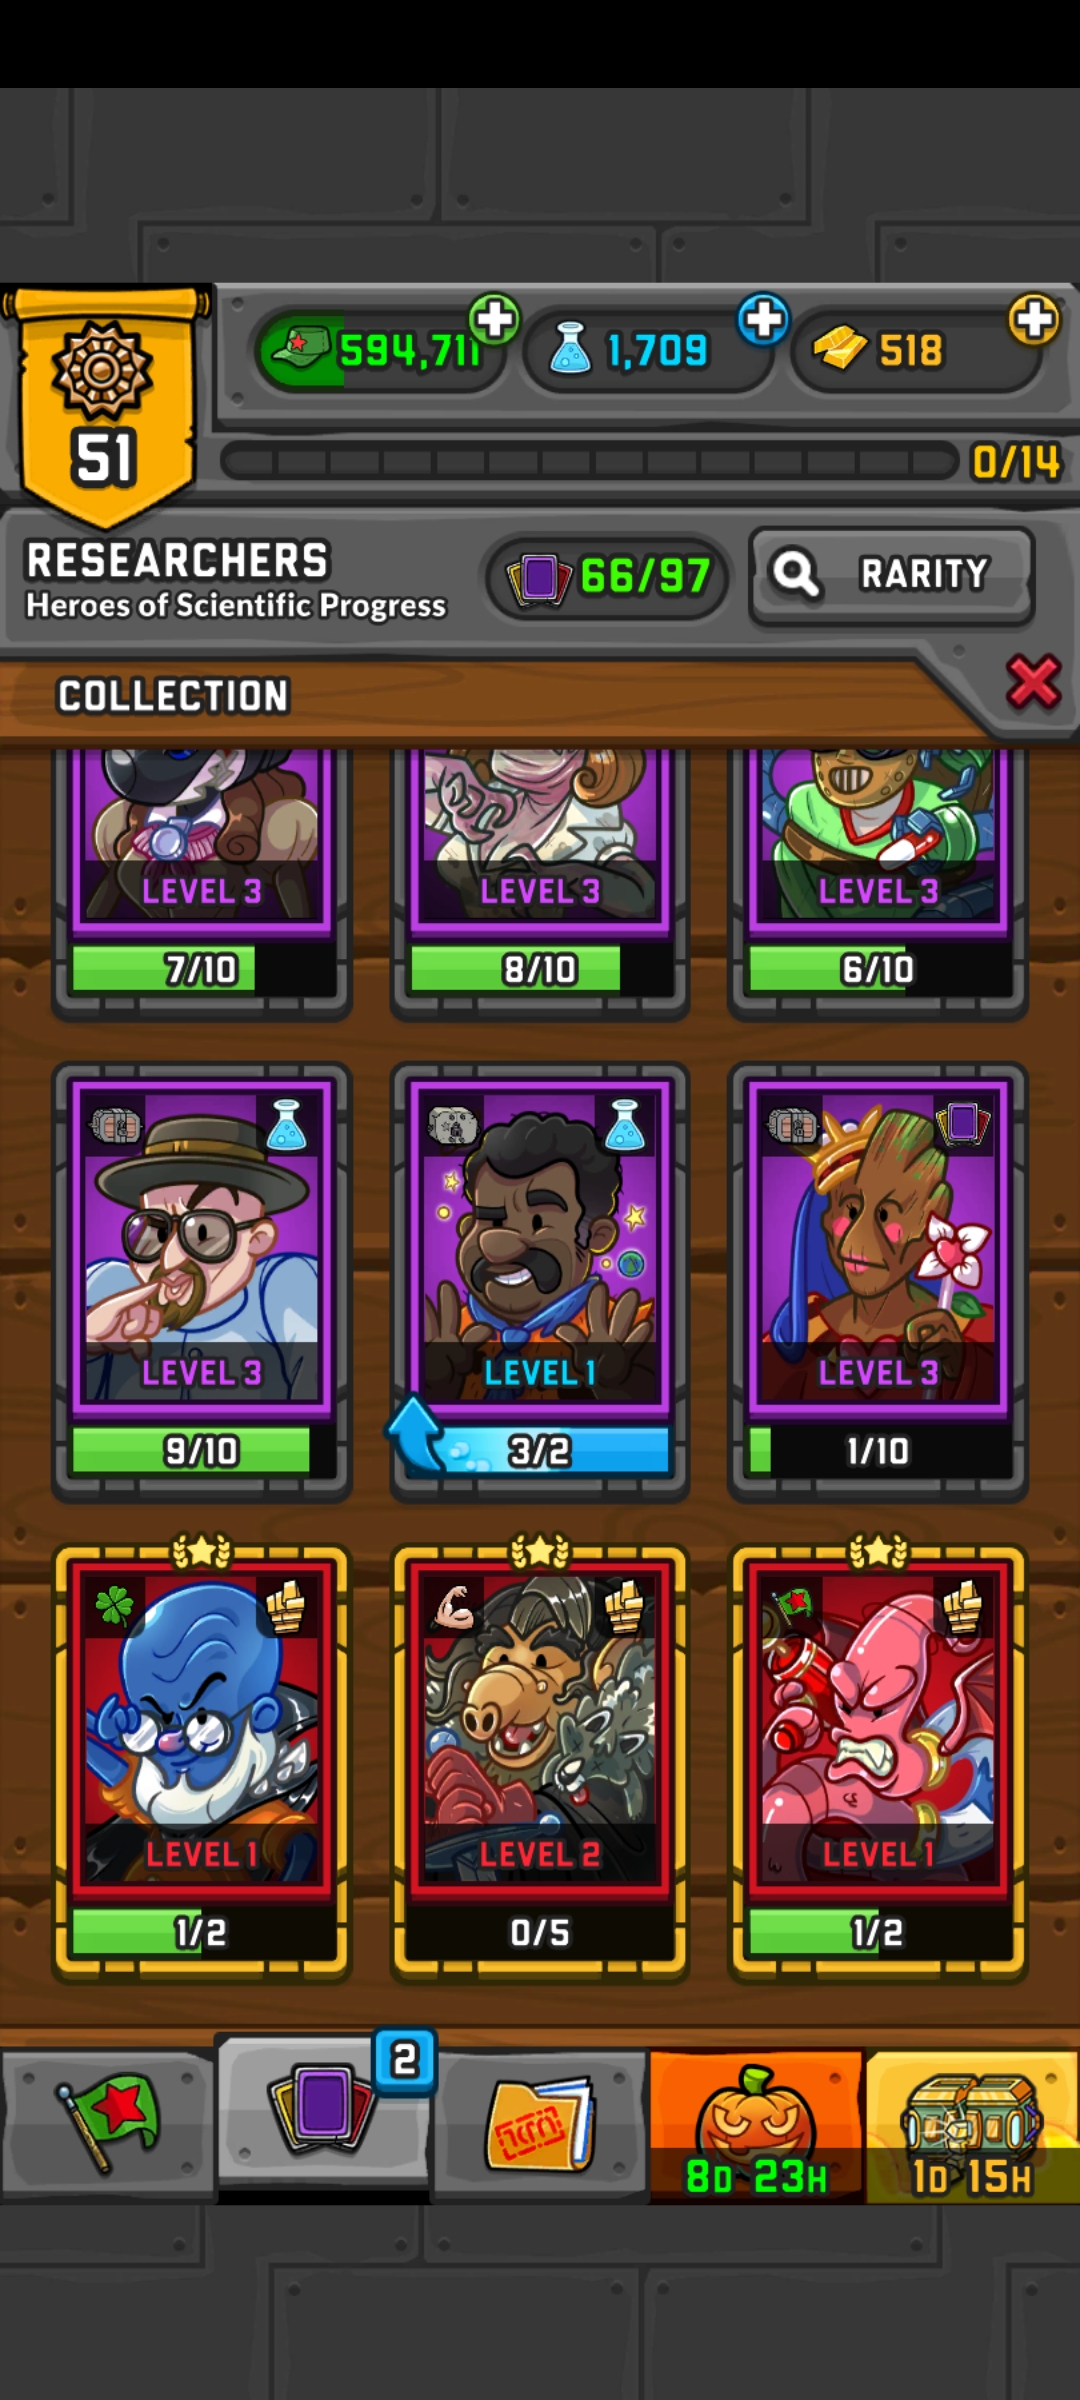 594,711
1,709
518
51
0/14
RESEARCHERS
Heroes of Scientific Progress
66/97
RARITY
COLLECTION
LEVEL 3
LEVEL 3
LEVEL 3
7/10
8/10
6/10
LEVEL 3
LEVEL 1
LEVEL 3
9/10
3/2
1/10
LEVEL 1
LEVEL 2
LEVEL 1
1/2
0/5
1/2
2
8D 23H
1D 15H